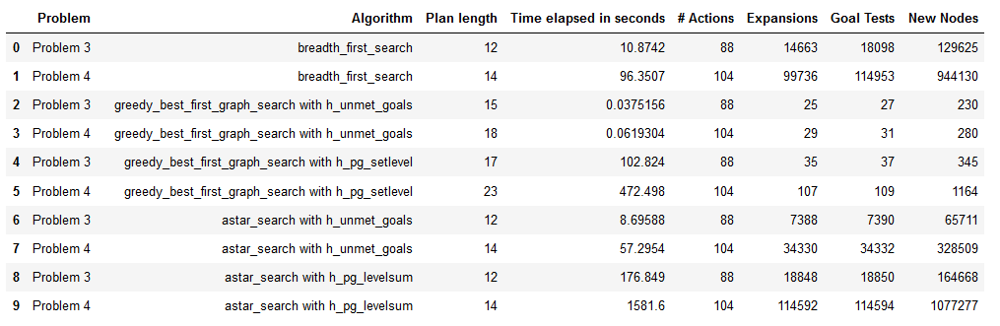 Problem Algorithm Plan length Time elapsed in seconds # Actions Expansions Goal Tests New Nodes
0 Problem 3 breadth_first_search 12 10.8742 88 14663 18098 129625
1 Problem 4 breadth_first_search 14 96.3507 104 99736 114953 944130
2 Problem 3 greedy_best_first_graph_search with h_unmet_goals 15 0.0375156 88 25 27 230
3 Problem 4 greedy_best_first_graph_search with h_unmet_goals 18 0.0619304 104 29 31 280
4 Problem 3 greedy_best_first_graph_search with h_pg_setlevel 17 102.824 88 35 37 345
5 Problem 4 greedy_best_first_graph_search with h_pg_setlevel 23 472.498 104 107 109 1164
6 Problem 3 astar_search with h_unmet_goals 12 8.69588 88 7388 7390 65711
7 Problem 4 astar_search with h_unmet_goals 14 57.2954 104 34330 34332 328509
8 Problem 3 astar_search with h_pg_levelsum 12 176.849 88 18848 18850 164668
9 Problem 4 astar_search with h_pg_levelsum 14 1581.6 104 114592 114594 1077277